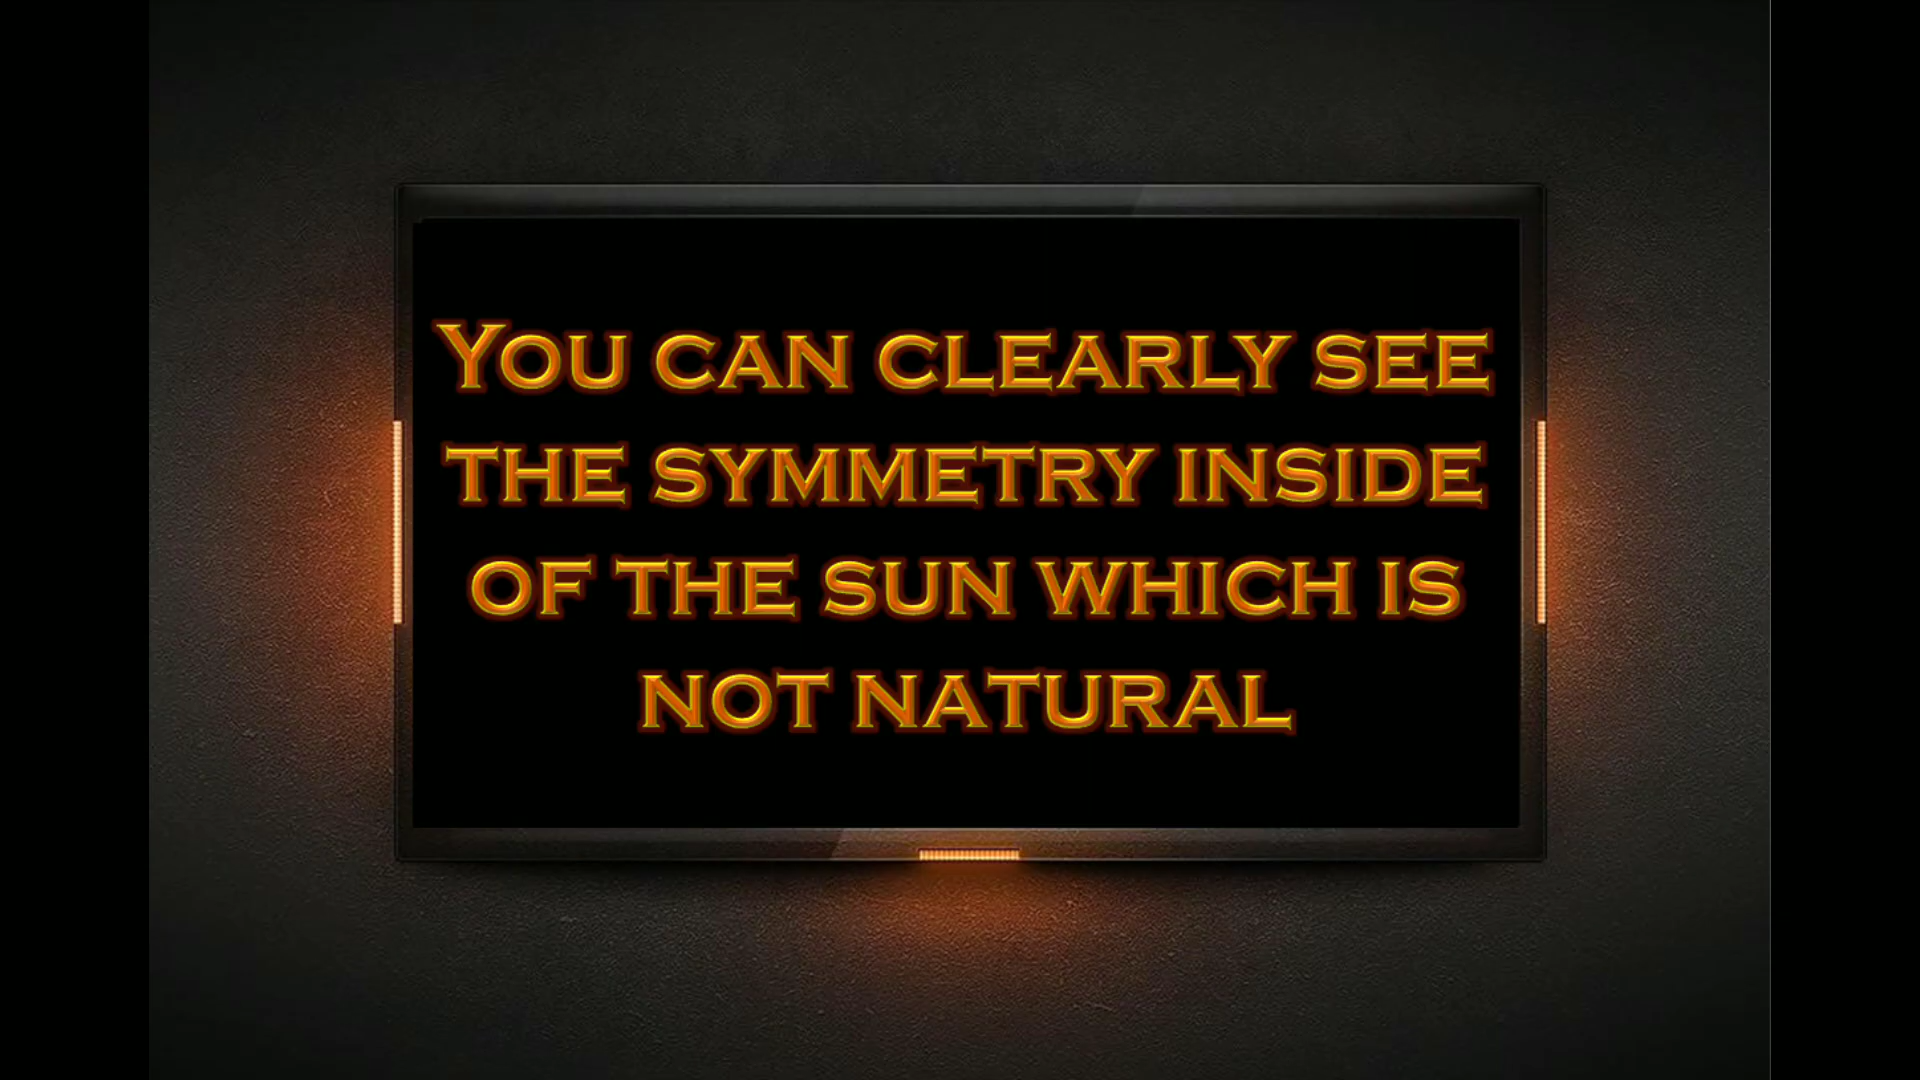 You can clearly see
the symmetry inside
of the sun which is
not natural